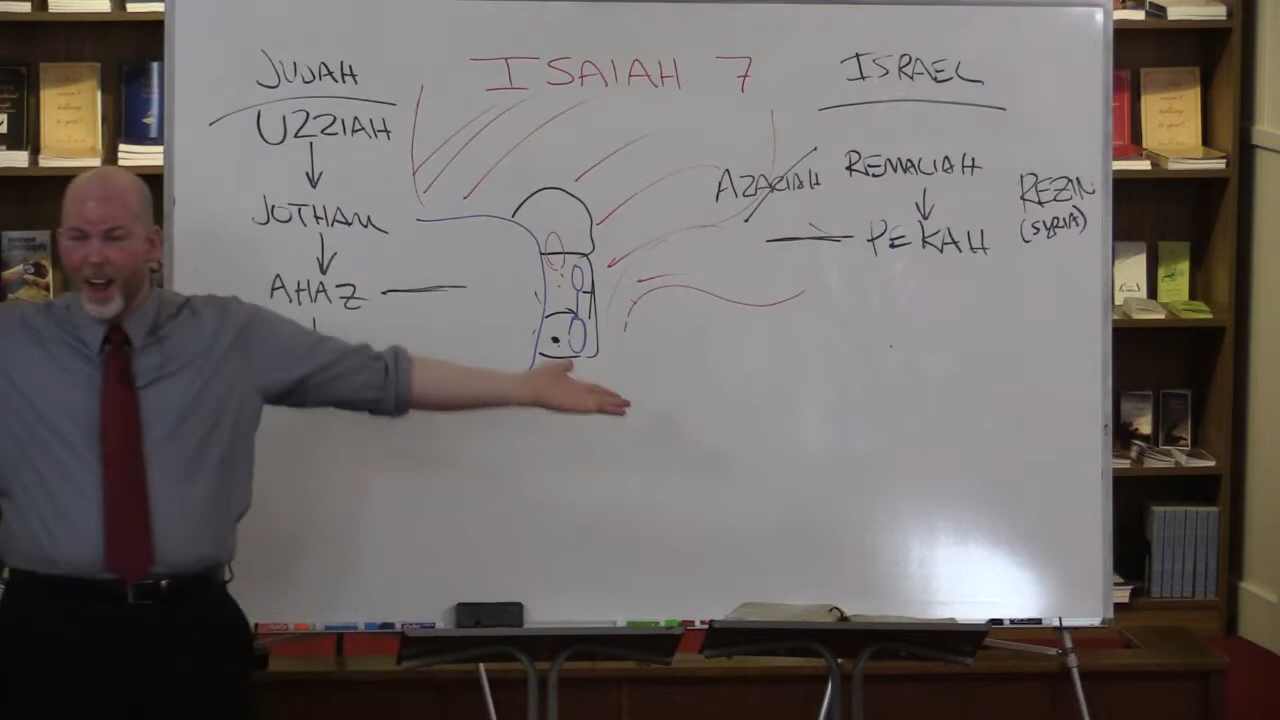 JUDAH
ISAIAH 7
ISRAEL
UZZIAH
JOTHAM
AHAZ
AZARIAH
REMALIAH
PEKAH
REZIN
(SYRIA)